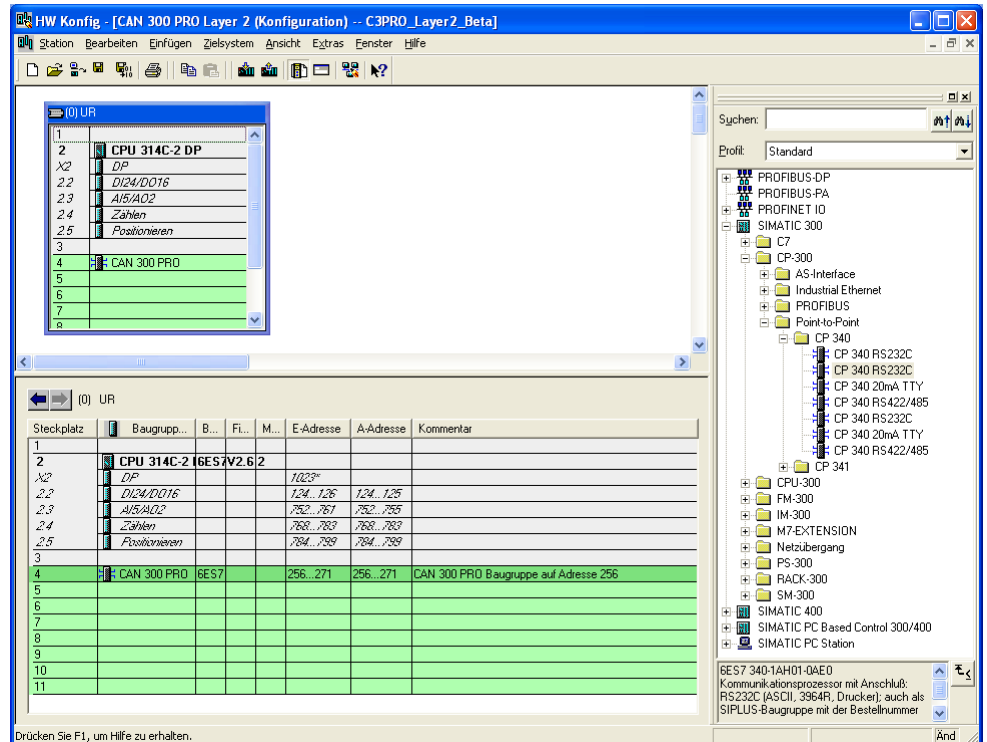 HW Konfig - [CAN 300 PRO Layer 2 (Konfiguration) -- C3PRO_Layer2_Beta]
Station Bearbeiten Einfügen Zielsystem Ansicht Extras Fenster Hilfe
(0) UR
1
2 CPU 314C-2 DP
X2 DP
2.2 DI24/DO16
2.3 AI5/AO2
2.4 Zählen
2.5 Positionieren
3
4 CAN 300 PRO
5
6
7
8
(0) UR
Steckplatz Baugrupp... B... Fi... M... E-Adresse A-Adresse Kommentar
1
2 CPU 314C-2 6ES7 V2.6 2
X2 DP 1023*
2.2 DI24/DO16 124...126 124...125
2.3 AI5/AO2 752...761 752...755
2.4 Zählen 768...783 768...783
2.5 Positionieren 784...799 784...799
3
4 CAN 300 PRO 6ES7 256...271 256...271 CAN 300 PRO Baugruppe auf Adresse 256
5
6
7
8
9
10
11
Suchen:
Profil: Standard
PROFIBUS-DP
PROFIBUS-PA
PROFINET IO
SIMATIC 300
C7
CP-300
AS-Interface
Industrial Ethernet
PROFIBUS
Point-to-Point
CP 340
CP 340 RS232C
CP 340 RS232C
CP 340 20mA TTY
CP 340 RS422/485
CP 340 RS232C
CP 340 20mA TTY
CP 340 RS422/485
CP 341
CPU-300
FM-300
IM-300
M7-EXTENSION
Netzübergang
PS-300
RACK-300
SM-300
SIMATIC 400
SIMATIC PC Based Control 300/400
SIMATIC PC Station
6ES7 340-1AH01-0AE0
Kommunikationsprozessor mit Anschluß:
RS232C (ASCII, 3964R, Drucker); auch als
SIPLUS-Baugruppe mit der Bestellnummer
Drücken Sie F1, um Hilfe zu erhalten.
Änd